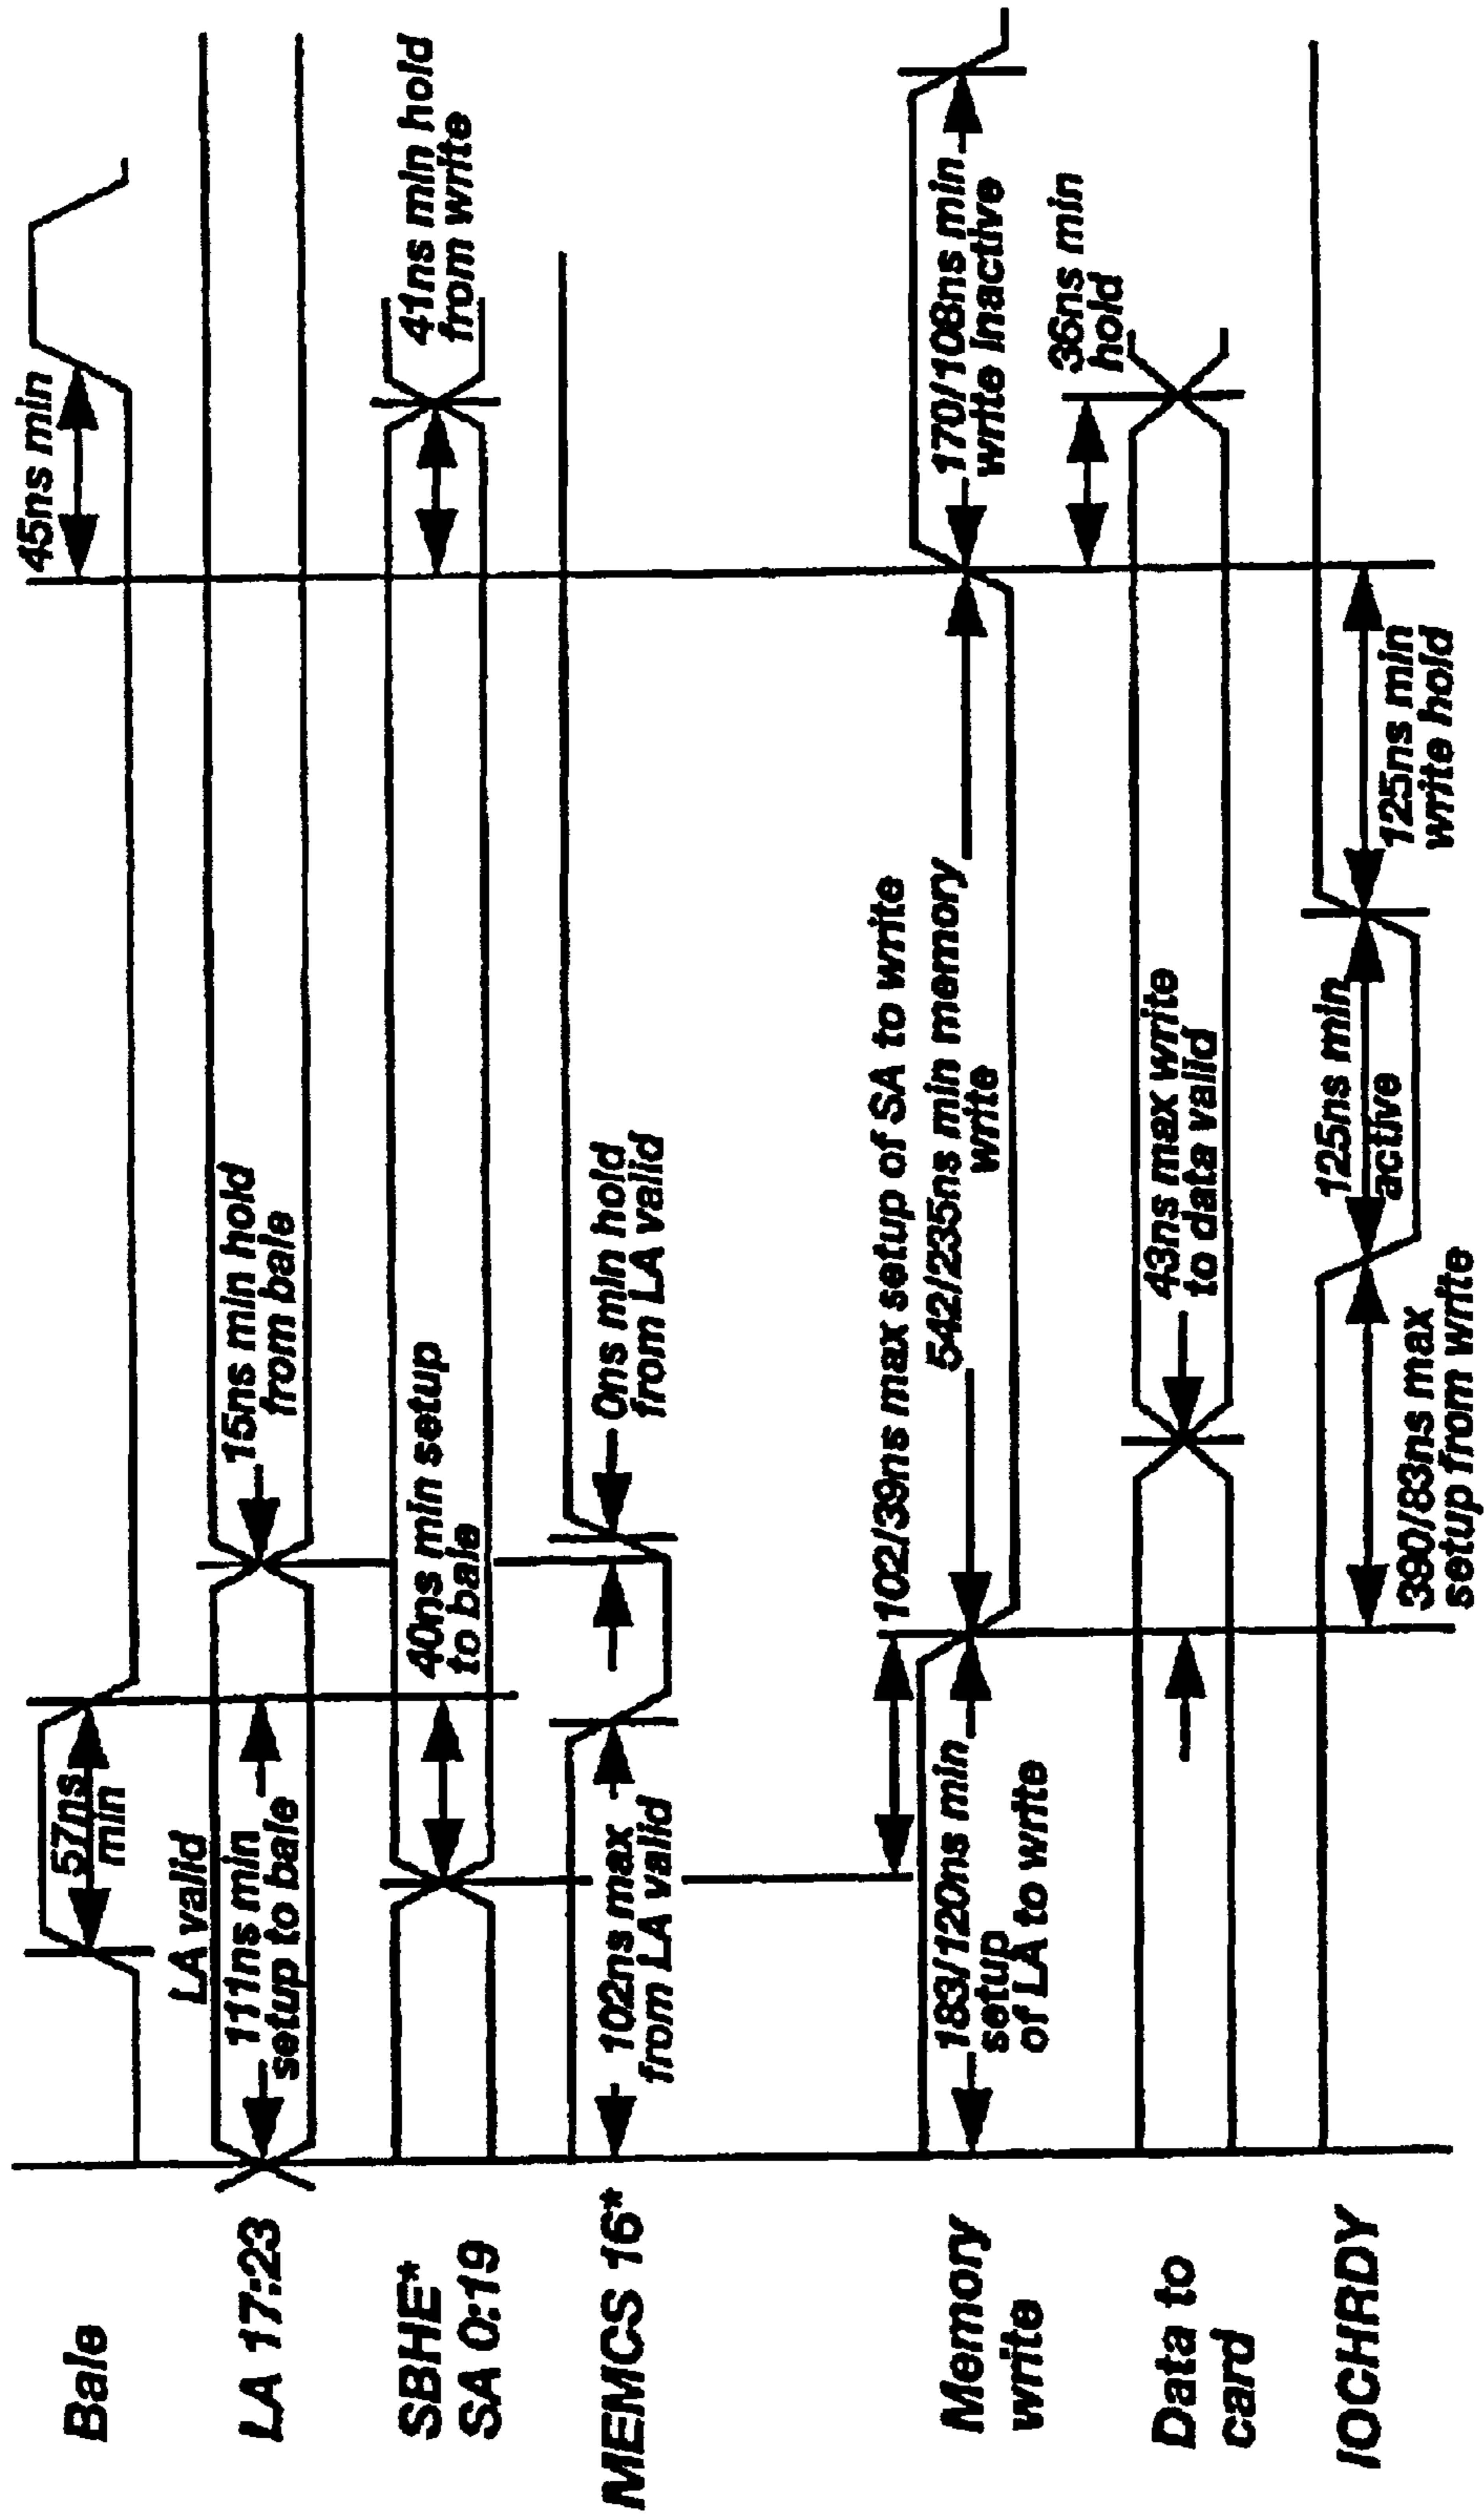 Bale
57ns
min
45ns min
LA 17:23
LA valid
111ns min
setup to bale
15ns min hold
from bale
SBHE*
SA 0:19
40ns min setup
to bale
41ns min hold
from write
MEMCS 16*
102ns max
from LA valid
0ns min hold
from LA valid
102/39ns max setup of SA to write
Memory
write
183/120ns min
setup
of LA to write
542/235ns min memory
write
170/108ns min
write inactive
Data to
card
43ns max write
to data valid
36ns min
hold
IOCHRDY
390/83ns max
setup from write
125ns min
active
125ns min
write hold